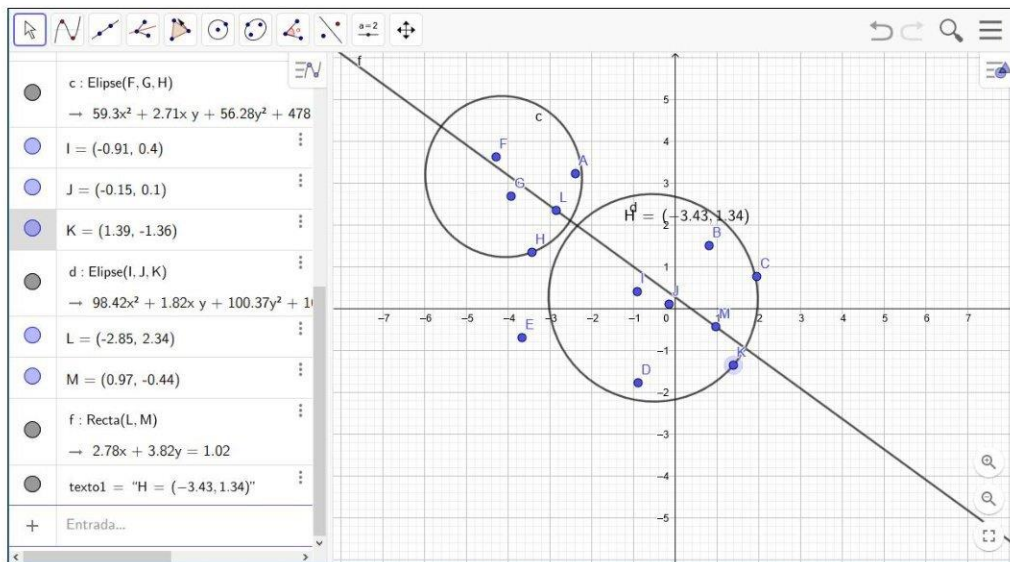 a=2
c : Elipse(F, G, H)
→ 59.3x² + 2.71x y + 56.28y² + 478
I = (-0.91, 0.4)
J = (-0.15, 0.1)
K = (1.39, -1.36)
d : Elipse(I, J, K)
→ 98.42x² + 1.82x y + 100.37y² + 1
L = (-2.85, 2.34)
M = (0.97, -0.44)
f : Recta(L, M)
→ 2.78x + 3.82y = 1.02
texto1 = “H = (−3.43, 1.34)”
+ Entrada...
f
5
c
4
F
A
3
G
L
d
H = (−3.43, 1.34)
2
B
H
C
1
I
J
−7 −6 −5 −4 −3 −2 −1 0 1 2 3 4 5 6 7
M
E
−1
K
D
−2
−3
−4
−5